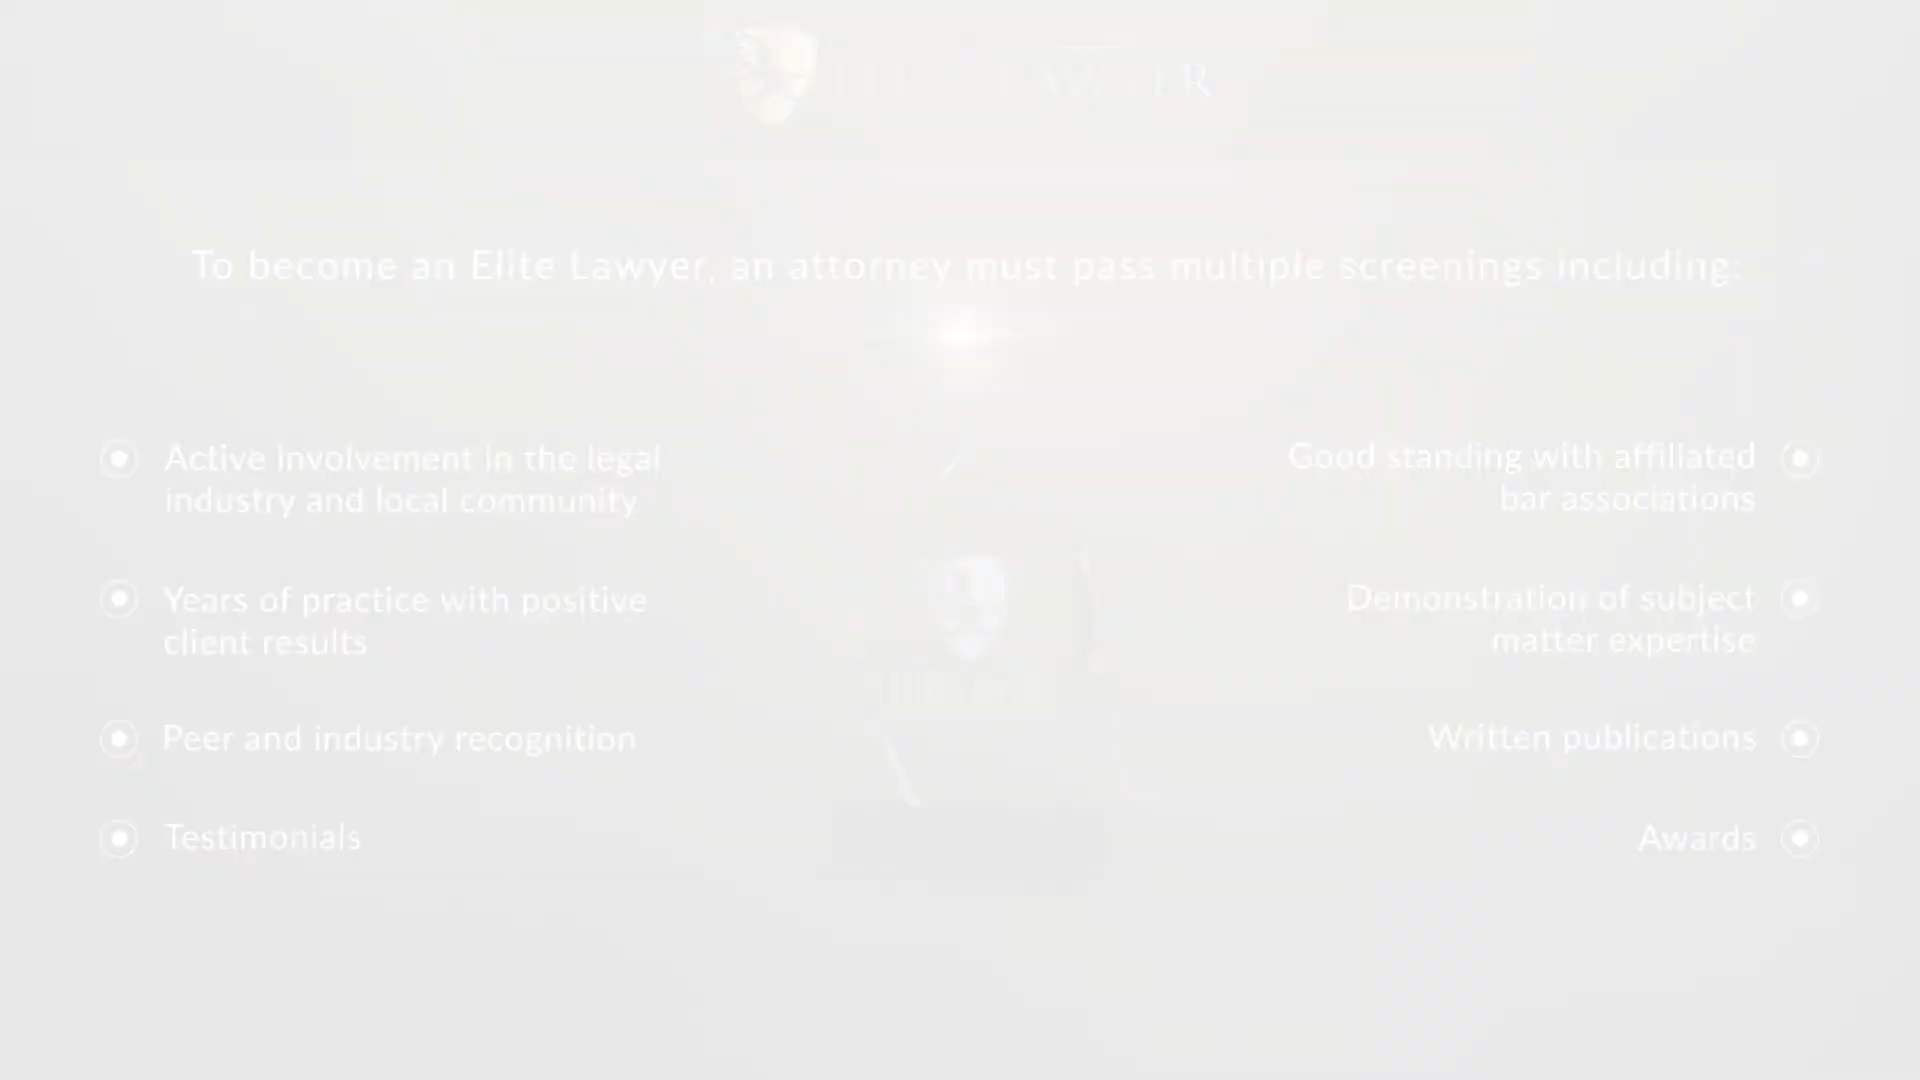 ELITE LAWYER
To become an Elite Lawyer, an attorney must pass multiple screenings including:
Active involvement in the legal
industry and local community
Years of practice with positive
client results
Peer and industry recognition
Testimonials
Good standing with affiliated
bar associations
Demonstration of subject
matter expertise
Written publications
Awards